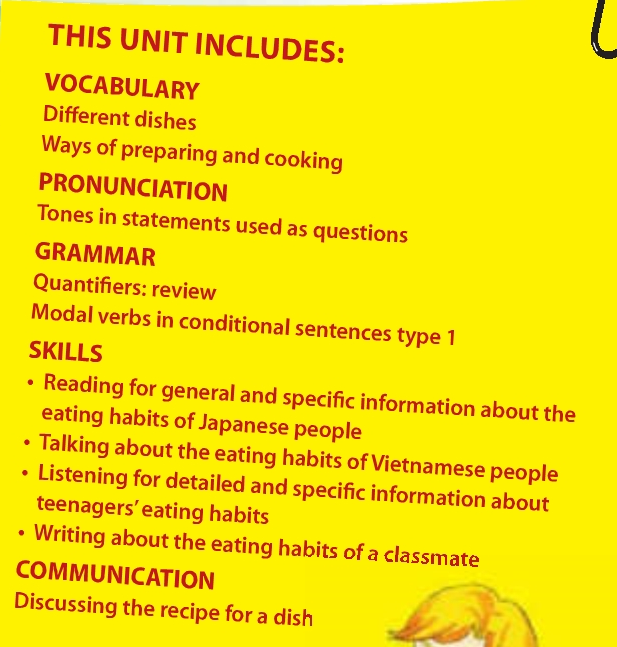 THIS UNIT INCLUDES:
VOCABULARY
Different dishes
Ways of preparing and cooking
PRONUNCIATION
Tones in statements used as questions
GRAMMAR
Quantifiers: review
Modal verbs in conditional sentences type 1
SKILLS
• Reading for general and specific information about the
eating habits of Japanese people
• Talking about the eating habits of Vietnamese people
• Listening for detailed and specific information about
teenagers’ eating habits
• Writing about the eating habits of a classmate
COMMUNICATION
Discussing the recipe for a dish